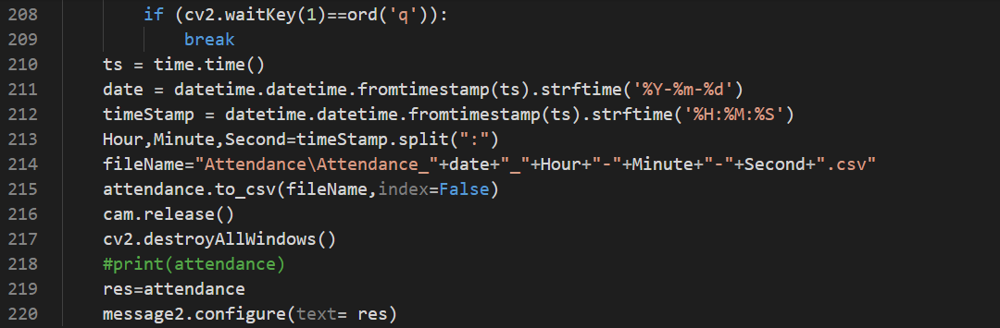 208         if (cv2.waitKey(1)==ord('q')):
209             break
210     ts = time.time()
211     date = datetime.datetime.fromtimestamp(ts).strftime('%Y-%m-%d')
212     timeStamp = datetime.datetime.fromtimestamp(ts).strftime('%H:%M:%S')
213     Hour,Minute,Second=timeStamp.split(":")
214     fileName="Attendance\Attendance_"+date+"_"+Hour+"-"+Minute+"-"+Second+".csv"
215     attendance.to_csv(fileName,index=False)
216     cam.release()
217     cv2.destroyAllWindows()
218     #print(attendance)
219     res=attendance
220     message2.configure(text= res)